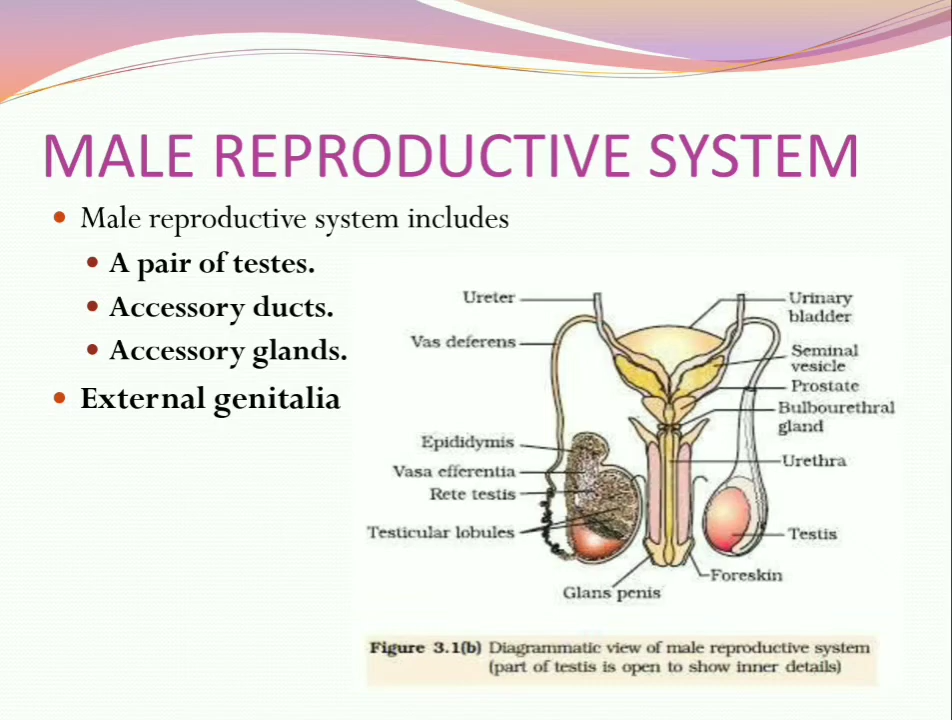 MALE REPRODUCTIVE SYSTEM
Male reproductive system includes
A pair of testes.
Accessory ducts.
Accessory glands.
External genitalia
Ureter
Vas deferens
Epididymis
Vasa efferentia
Rete testis
Testicular lobules
Glans penis
Urinary
bladder
Seminal
vesicle
Prostate
Bulbourethral
gland
Urethra
Testis
Foreskin
Figure 3.1(b) Diagrammatic view of male reproductive system
(part of testis is open to show inner details)